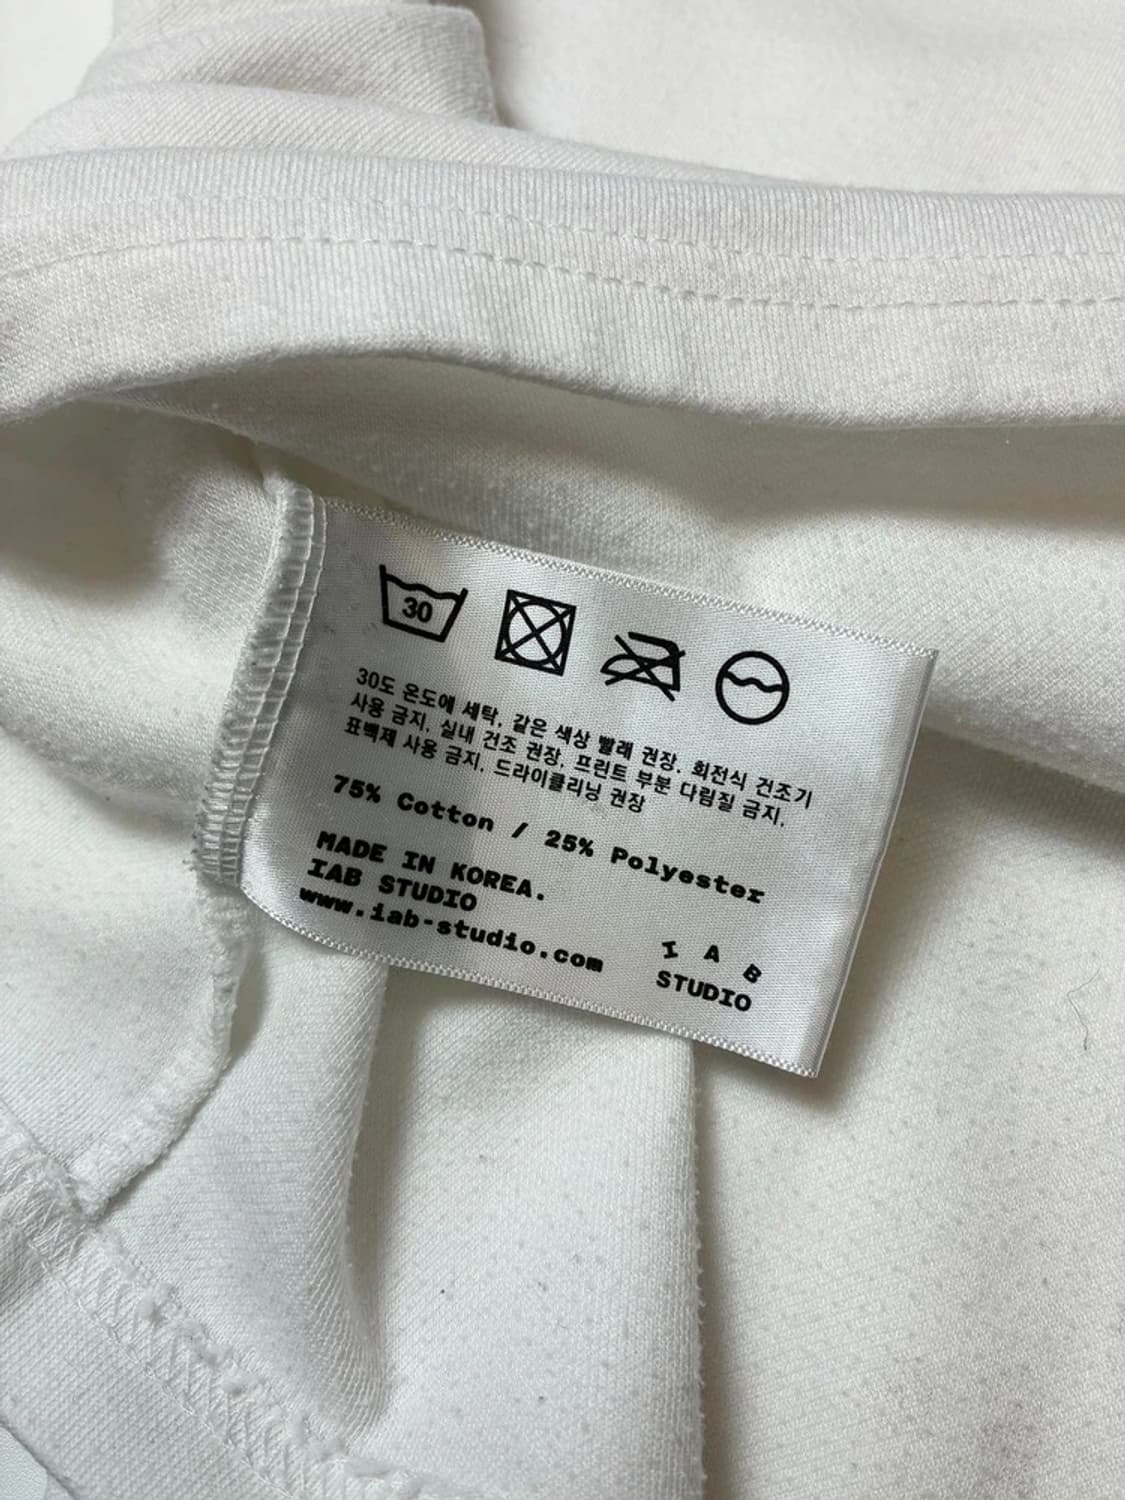 30
30도 온도에 세탁, 같은 색상 빨래 권장. 회전식 건조기
사용 금지. 실내 건조 권장. 프린트 부분 다림질 금지.
표백제 사용 금지. 드라이클리닝 권장
75% Cotton / 25% Polyester
MADE IN KOREA.
IAB STUDIO
www.iab-studio.com
I A B
STUDIO